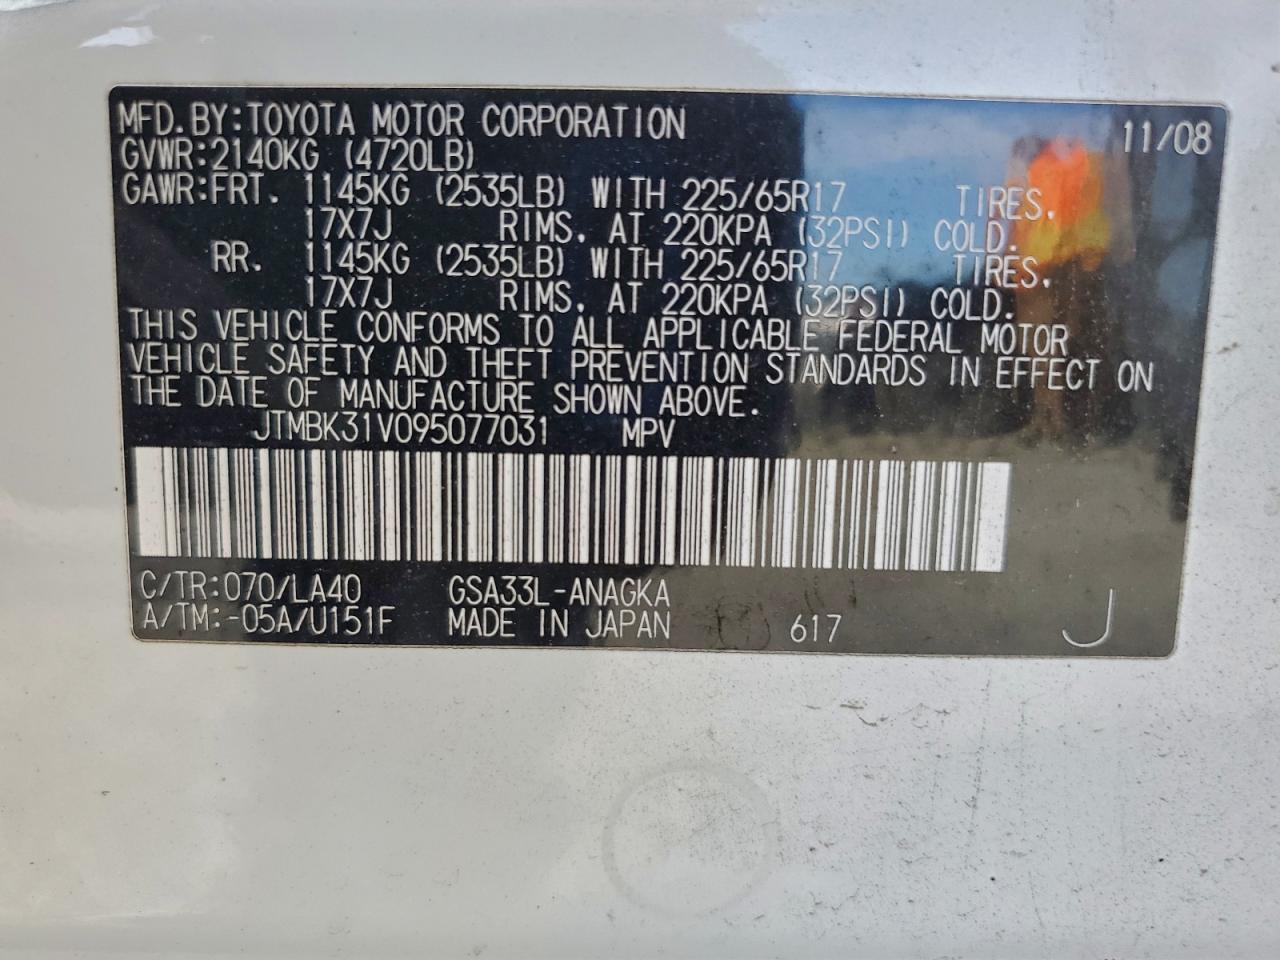 MFD.BY:TOYOTA MOTOR CORPORATION 11/08
GVWR:2140KG (4720LB)
GAWR:FRT. 1145KG (2535LB) WITH 225/65R17 TIRES,
17X7J RIMS, AT 220KPA (32PSI) COLD.
RR. 1145KG (2535LB) WITH 225/65R17 TIRES,
17X7J RIMS, AT 220KPA (32PSI) COLD.
THIS VEHICLE CONFORMS TO ALL APPLICABLE FEDERAL MOTOR
VEHICLE SAFETY AND THEFT PREVENTION STANDARDS IN EFFECT ON
THE DATE OF MANUFACTURE SHOWN ABOVE.
JTMBK31V095077031 MPV
C/TR:070/LA40 GSA33L-ANAGKA
A/TM:-05A/U151F MADE IN JAPAN 617 J